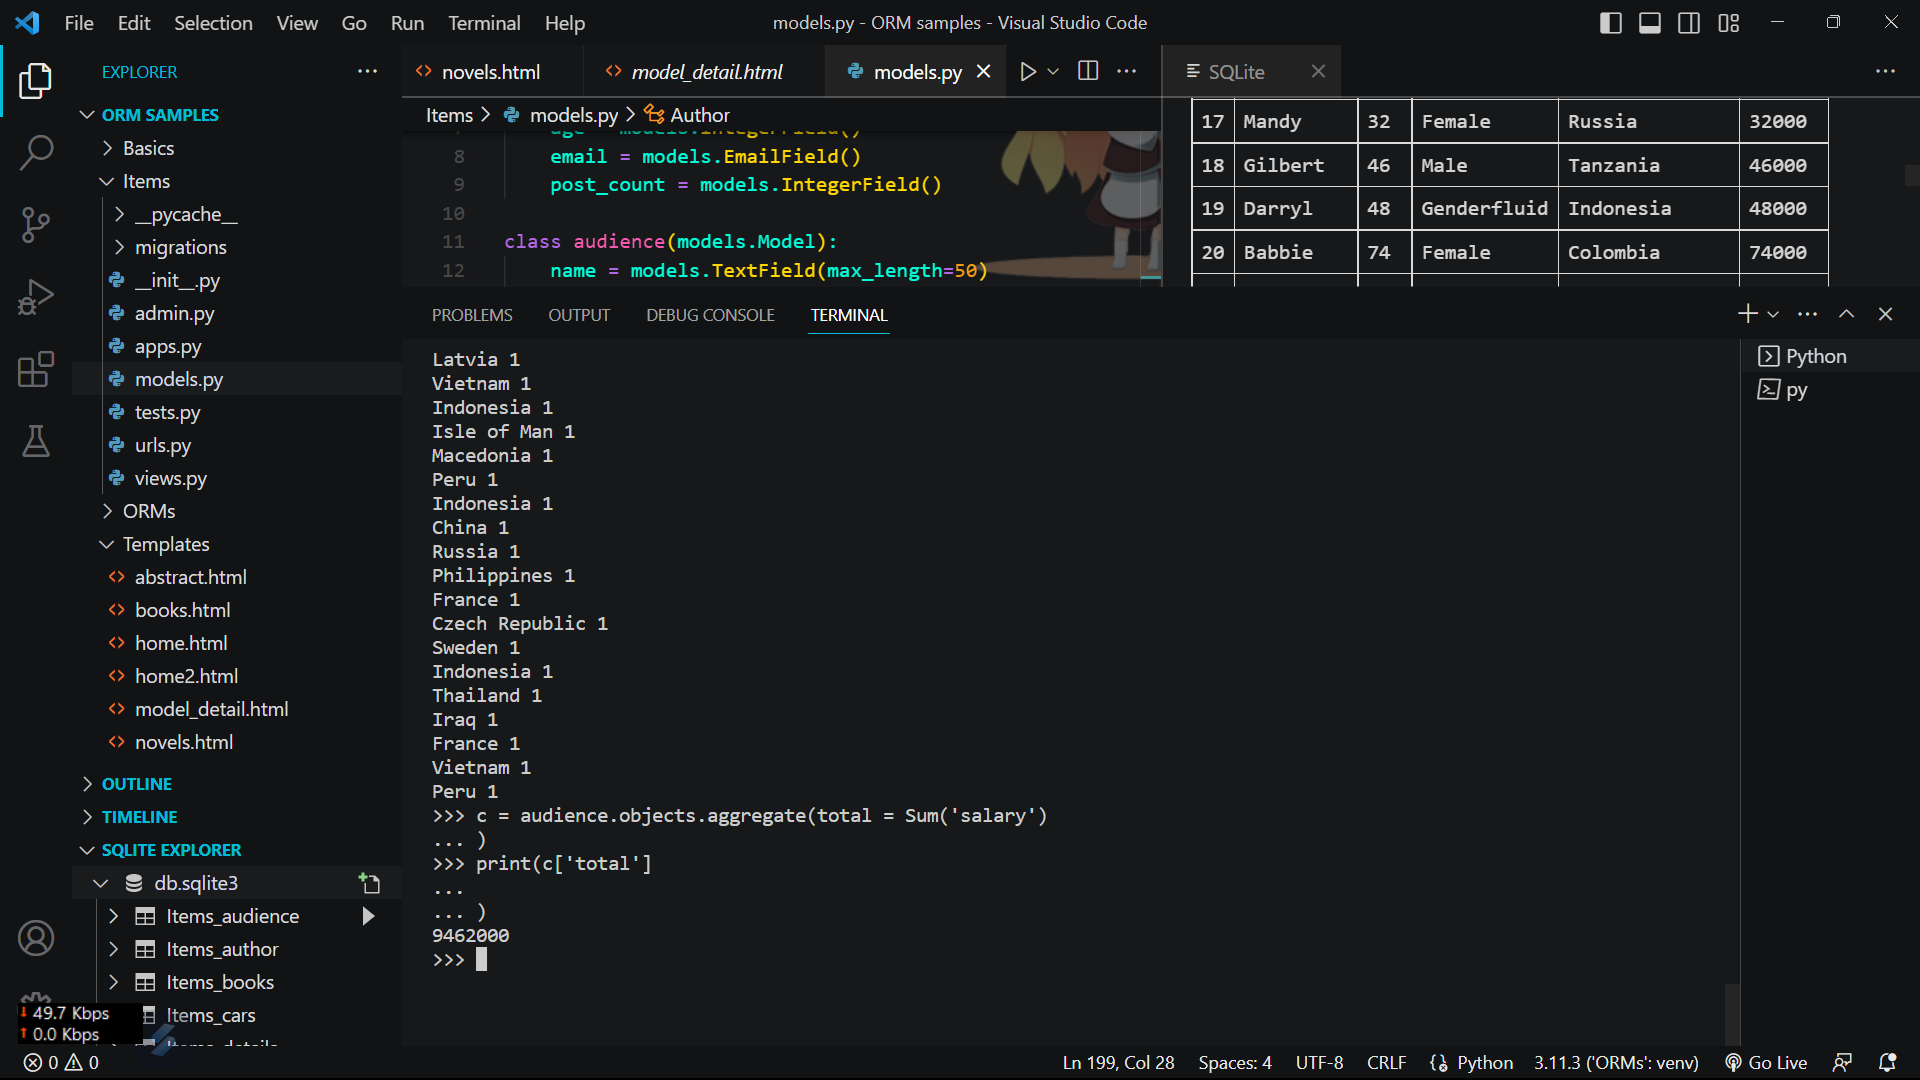 File Edit Selection View Go Run Terminal Help
models.py - ORM samples - Visual Studio Code
EXPLORER
ORM SAMPLES
Basics
Items
__pycache__
migrations
__init__.py
admin.py
apps.py
models.py
tests.py
urls.py
views.py
ORMs
Templates
abstract.html
books.html
home.html
home2.html
model_detail.html
novels.html
OUTLINE
TIMELINE
SQLITE EXPLORER
db.sqlite3
Items_audience
Items_author
Items_books
Items_cars
49.7 Kbps
0.0 Kbps
novels.html model_detail.html models.py
Items > models.py > Author
8 email = models.EmailField()
9 post_count = models.IntegerField()
10
11 class audience(models.Model):
12 name = models.TextField(max_length=50)
SQLite
17 Mandy 32 Female Russia 32000
18 Gilbert 46 Male Tanzania 46000
19 Darryl 48 Genderfluid Indonesia 48000
20 Babbie 74 Female Colombia 74000
PROBLEMS OUTPUT DEBUG CONSOLE TERMINAL
Latvia 1
Vietnam 1
Indonesia 1
Isle of Man 1
Macedonia 1
Peru 1
Indonesia 1
China 1
Russia 1
Philippines 1
France 1
Czech Republic 1
Sweden 1
Indonesia 1
Thailand 1
Iraq 1
France 1
Vietnam 1
Peru 1
>>> c = audience.objects.aggregate(total = Sum('salary')
... )
>>> print(c['total']
...
... )
9462000
>>>
Python
py
0 0
Ln 199, Col 28 Spaces: 4 UTF-8 CRLF Python 3.11.3 ('ORMs': venv) Go Live